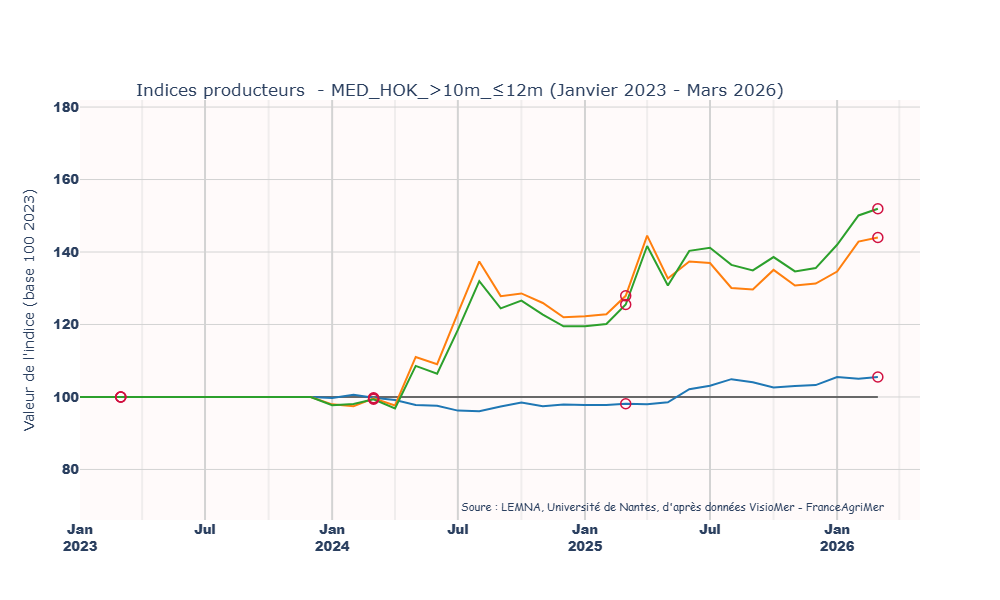 Indices producteurs  - MED_HOK_>10m_≤12m (Janvier 2023 - Mars 2026)
Valeur de l'indice (base 100 2023)
180
160
140
120
100
80
Soure : LEMNA, Université de Nantes, d'après données VisioMer - FranceAgriMer
Jan Jul Jan Jul Jan Jul Jan
2023 2024 2025 2026